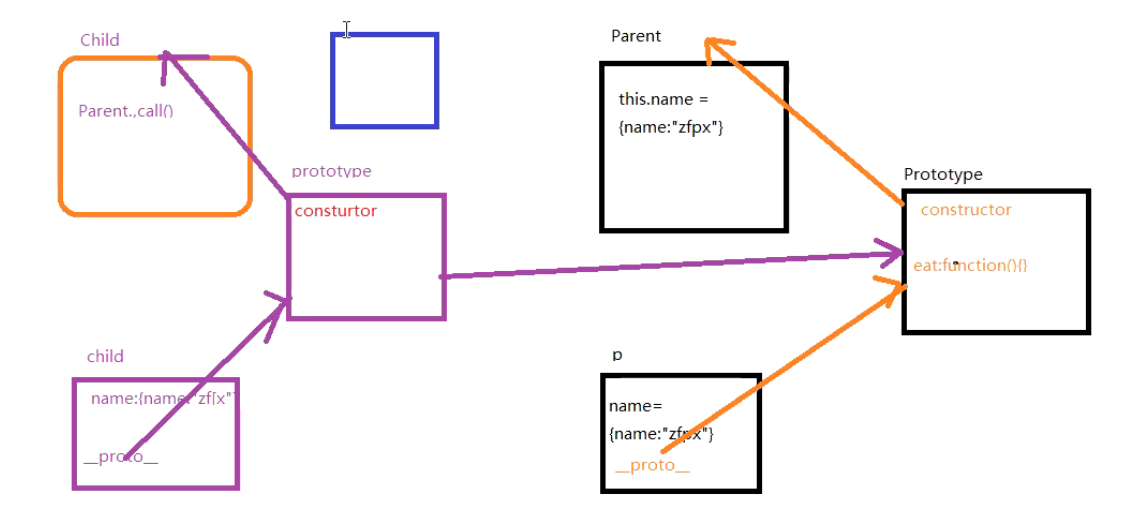 Child
Parent.,call()
prototype
consturtor
child
name:{name:"zf[x"}
__proto__
Parent
this.name =
{name:"zfpx"}
Prototype
constructor
eat:function(){}
p
name=
{name:"zfpx"}
__proto__